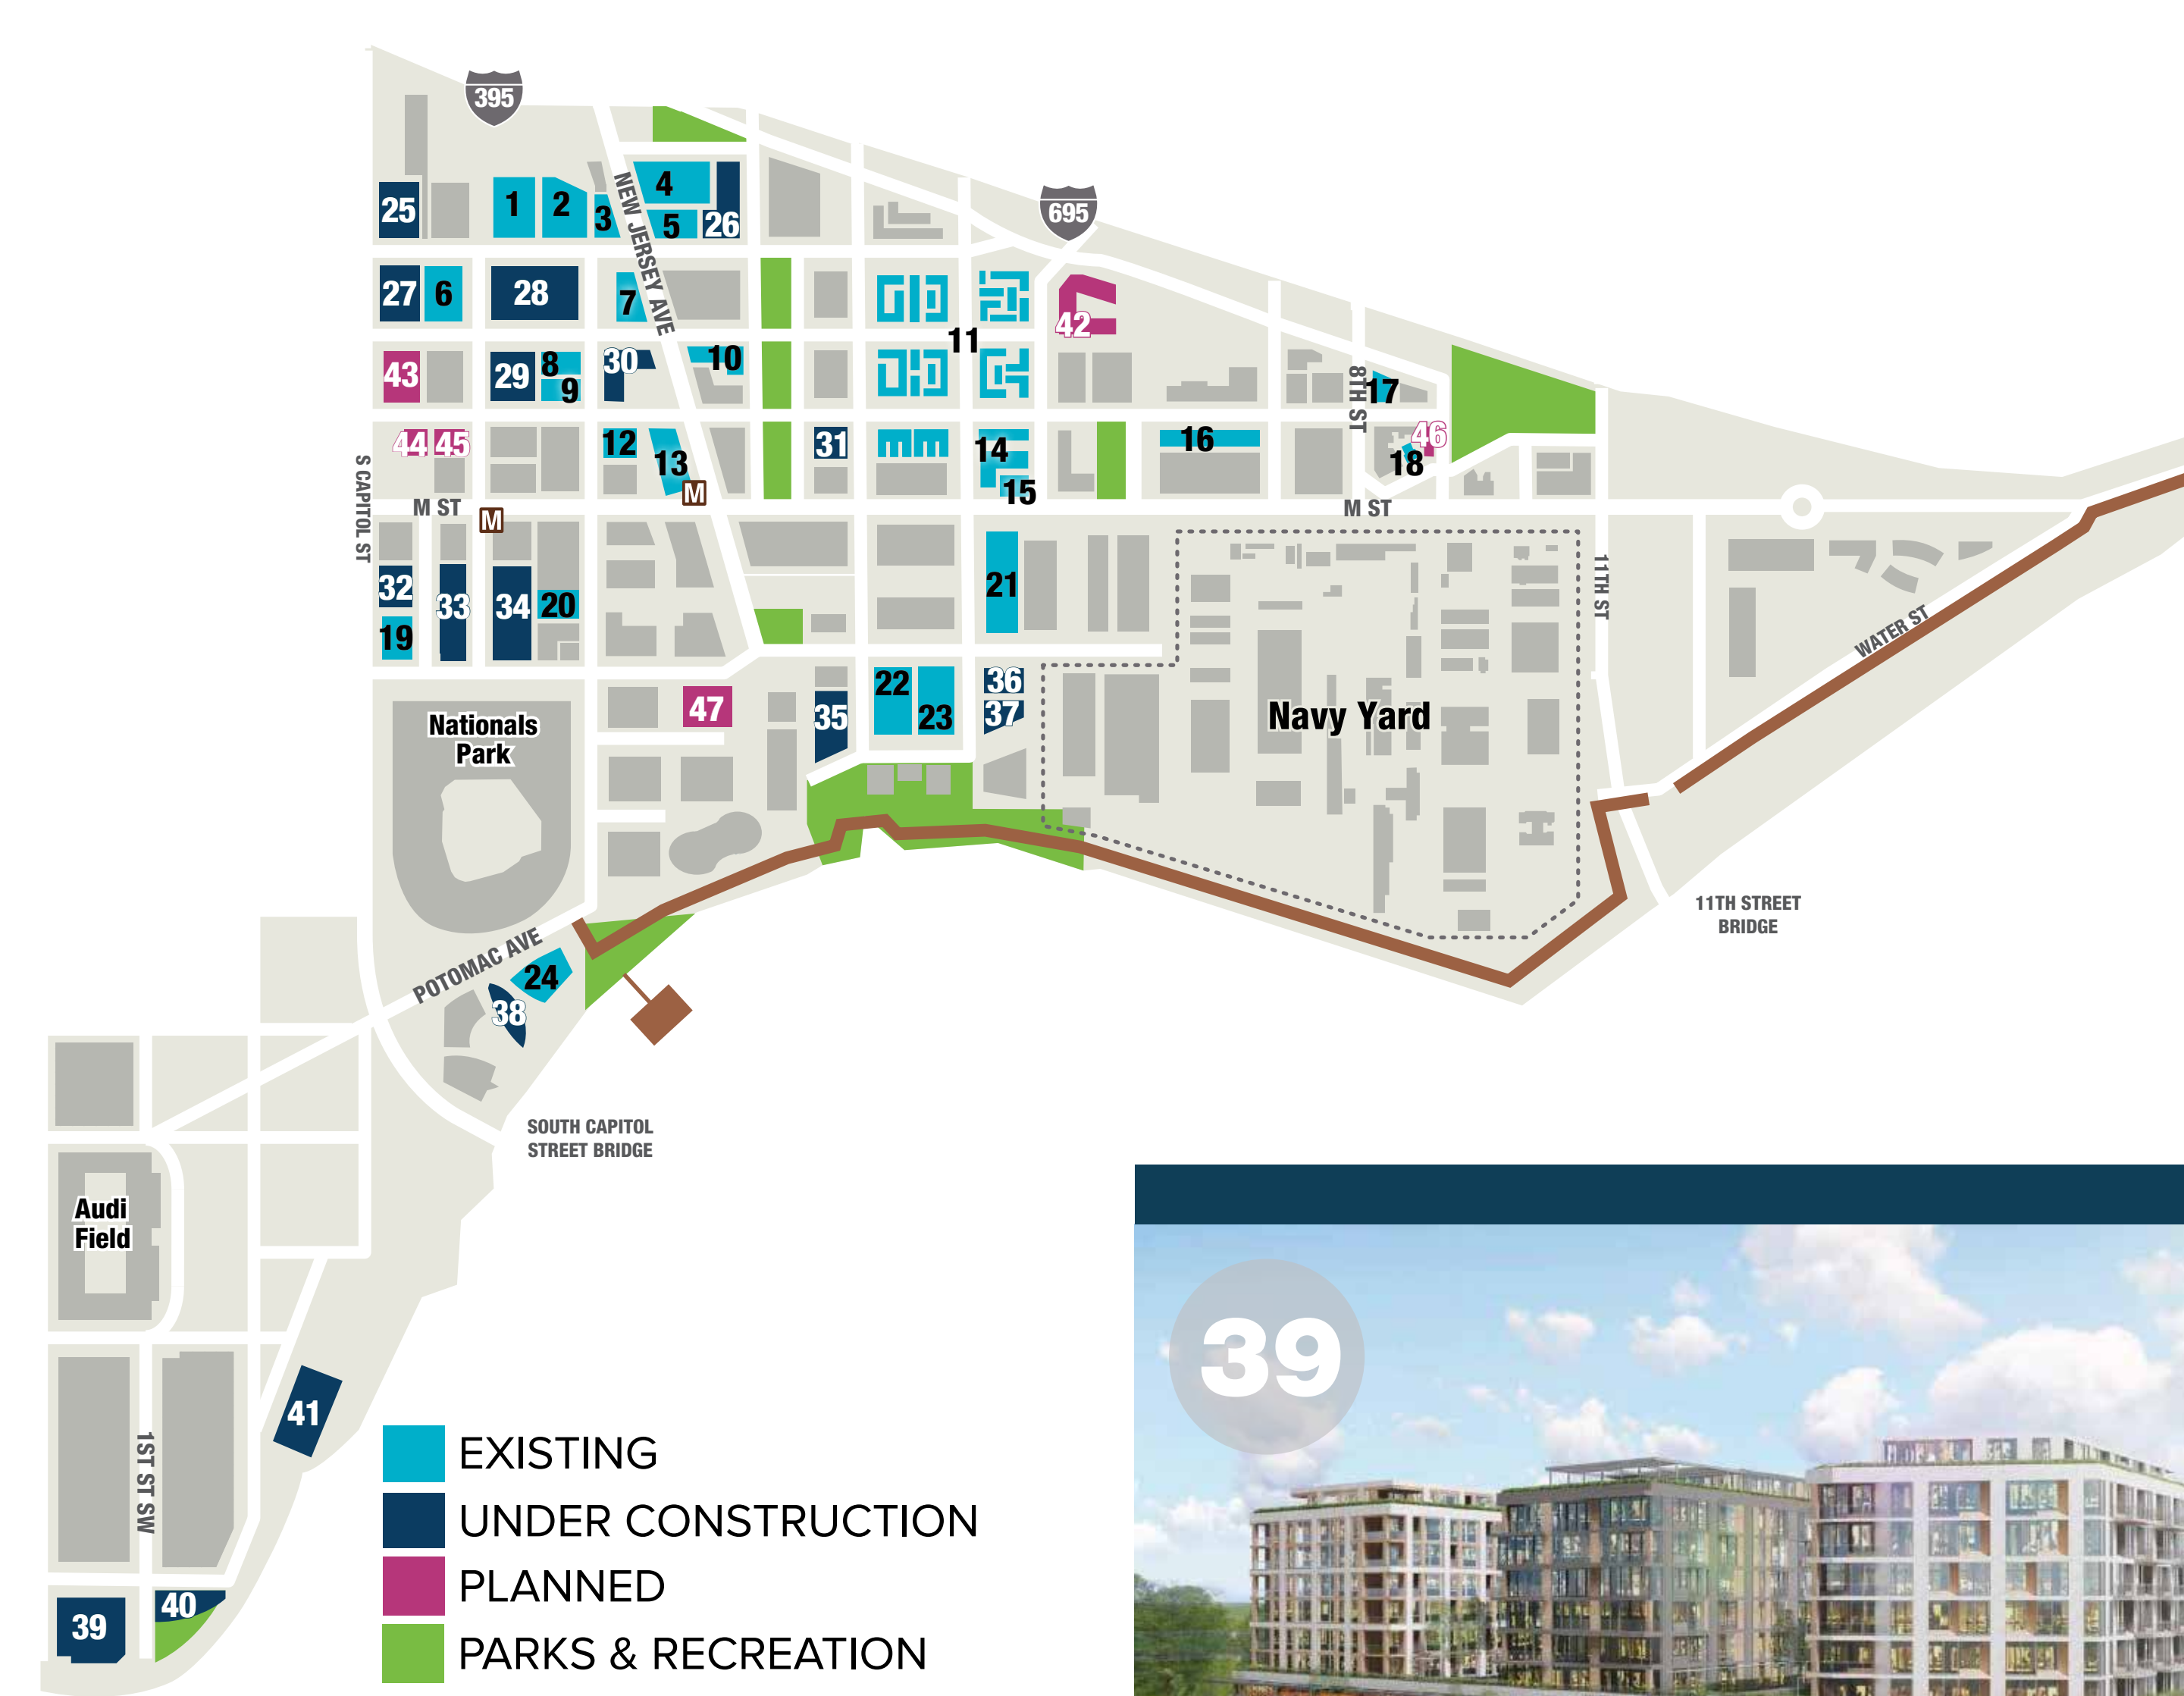 395
695
NEW JERSEY AVE
1
2
3
4
5
26
25
27
6
28
7
11
42
43
29
8
9
30
10
8TH ST
17
44
45
12
13
31
14
15
16
46
18
S CAPITOL ST
M ST
M
M
M ST
32
33
34
20
19
21
11TH ST
WATER ST
Nationals
Park
47
35
22
23
36
37
Navy Yard
11TH STREET
BRIDGE
POTOMAC AVE
24
38
SOUTH CAPITOL
STREET BRIDGE
Audi
Field
41
1ST ST SW
39
40
EXISTING
UNDER CONSTRUCTION
PLANNED
PARKS & RECREATION
39